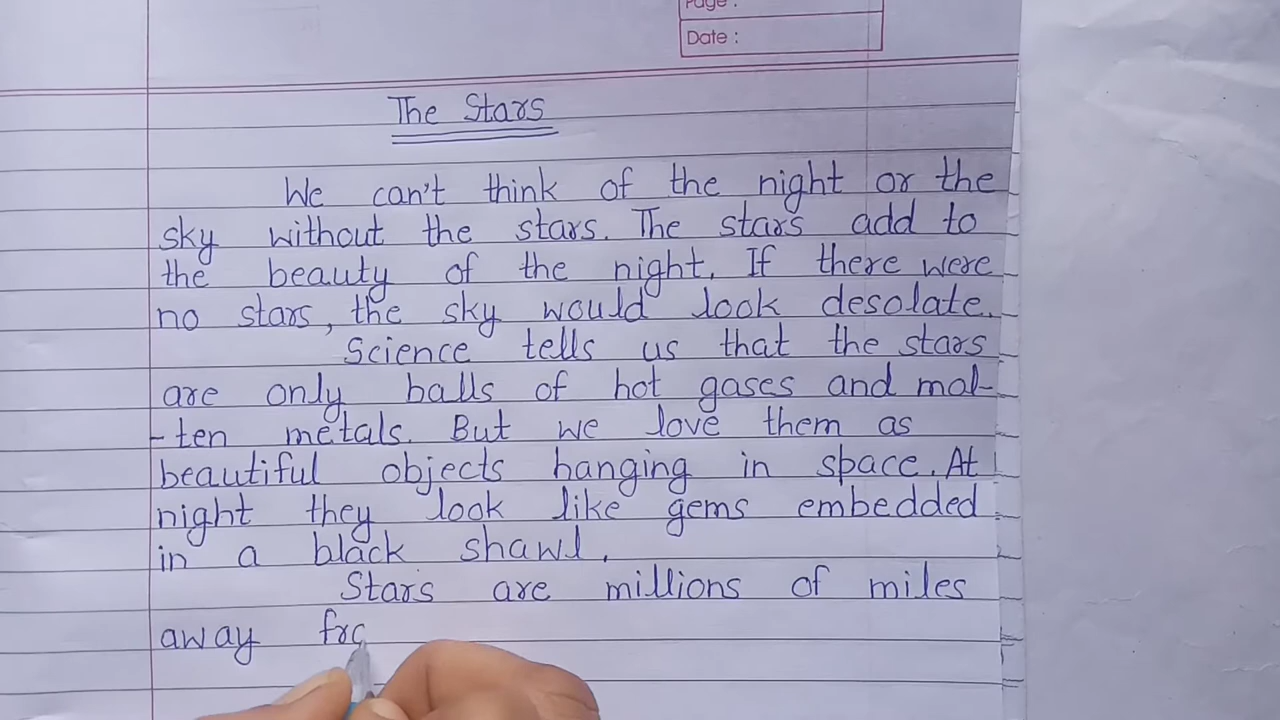 Page :
Date :
The Stars
We can't think of the night or the
sky without the stars. The stars add to
the beauty of the night. If there were
no stars, the sky would look desolate.
Science tells us that the stars
are only balls of hot gases and mol-
-ten metals. But we love them as
beautiful objects hanging in space. At
night they look like gems embedded
in a black shawl.
Stars are millions of miles
away fro